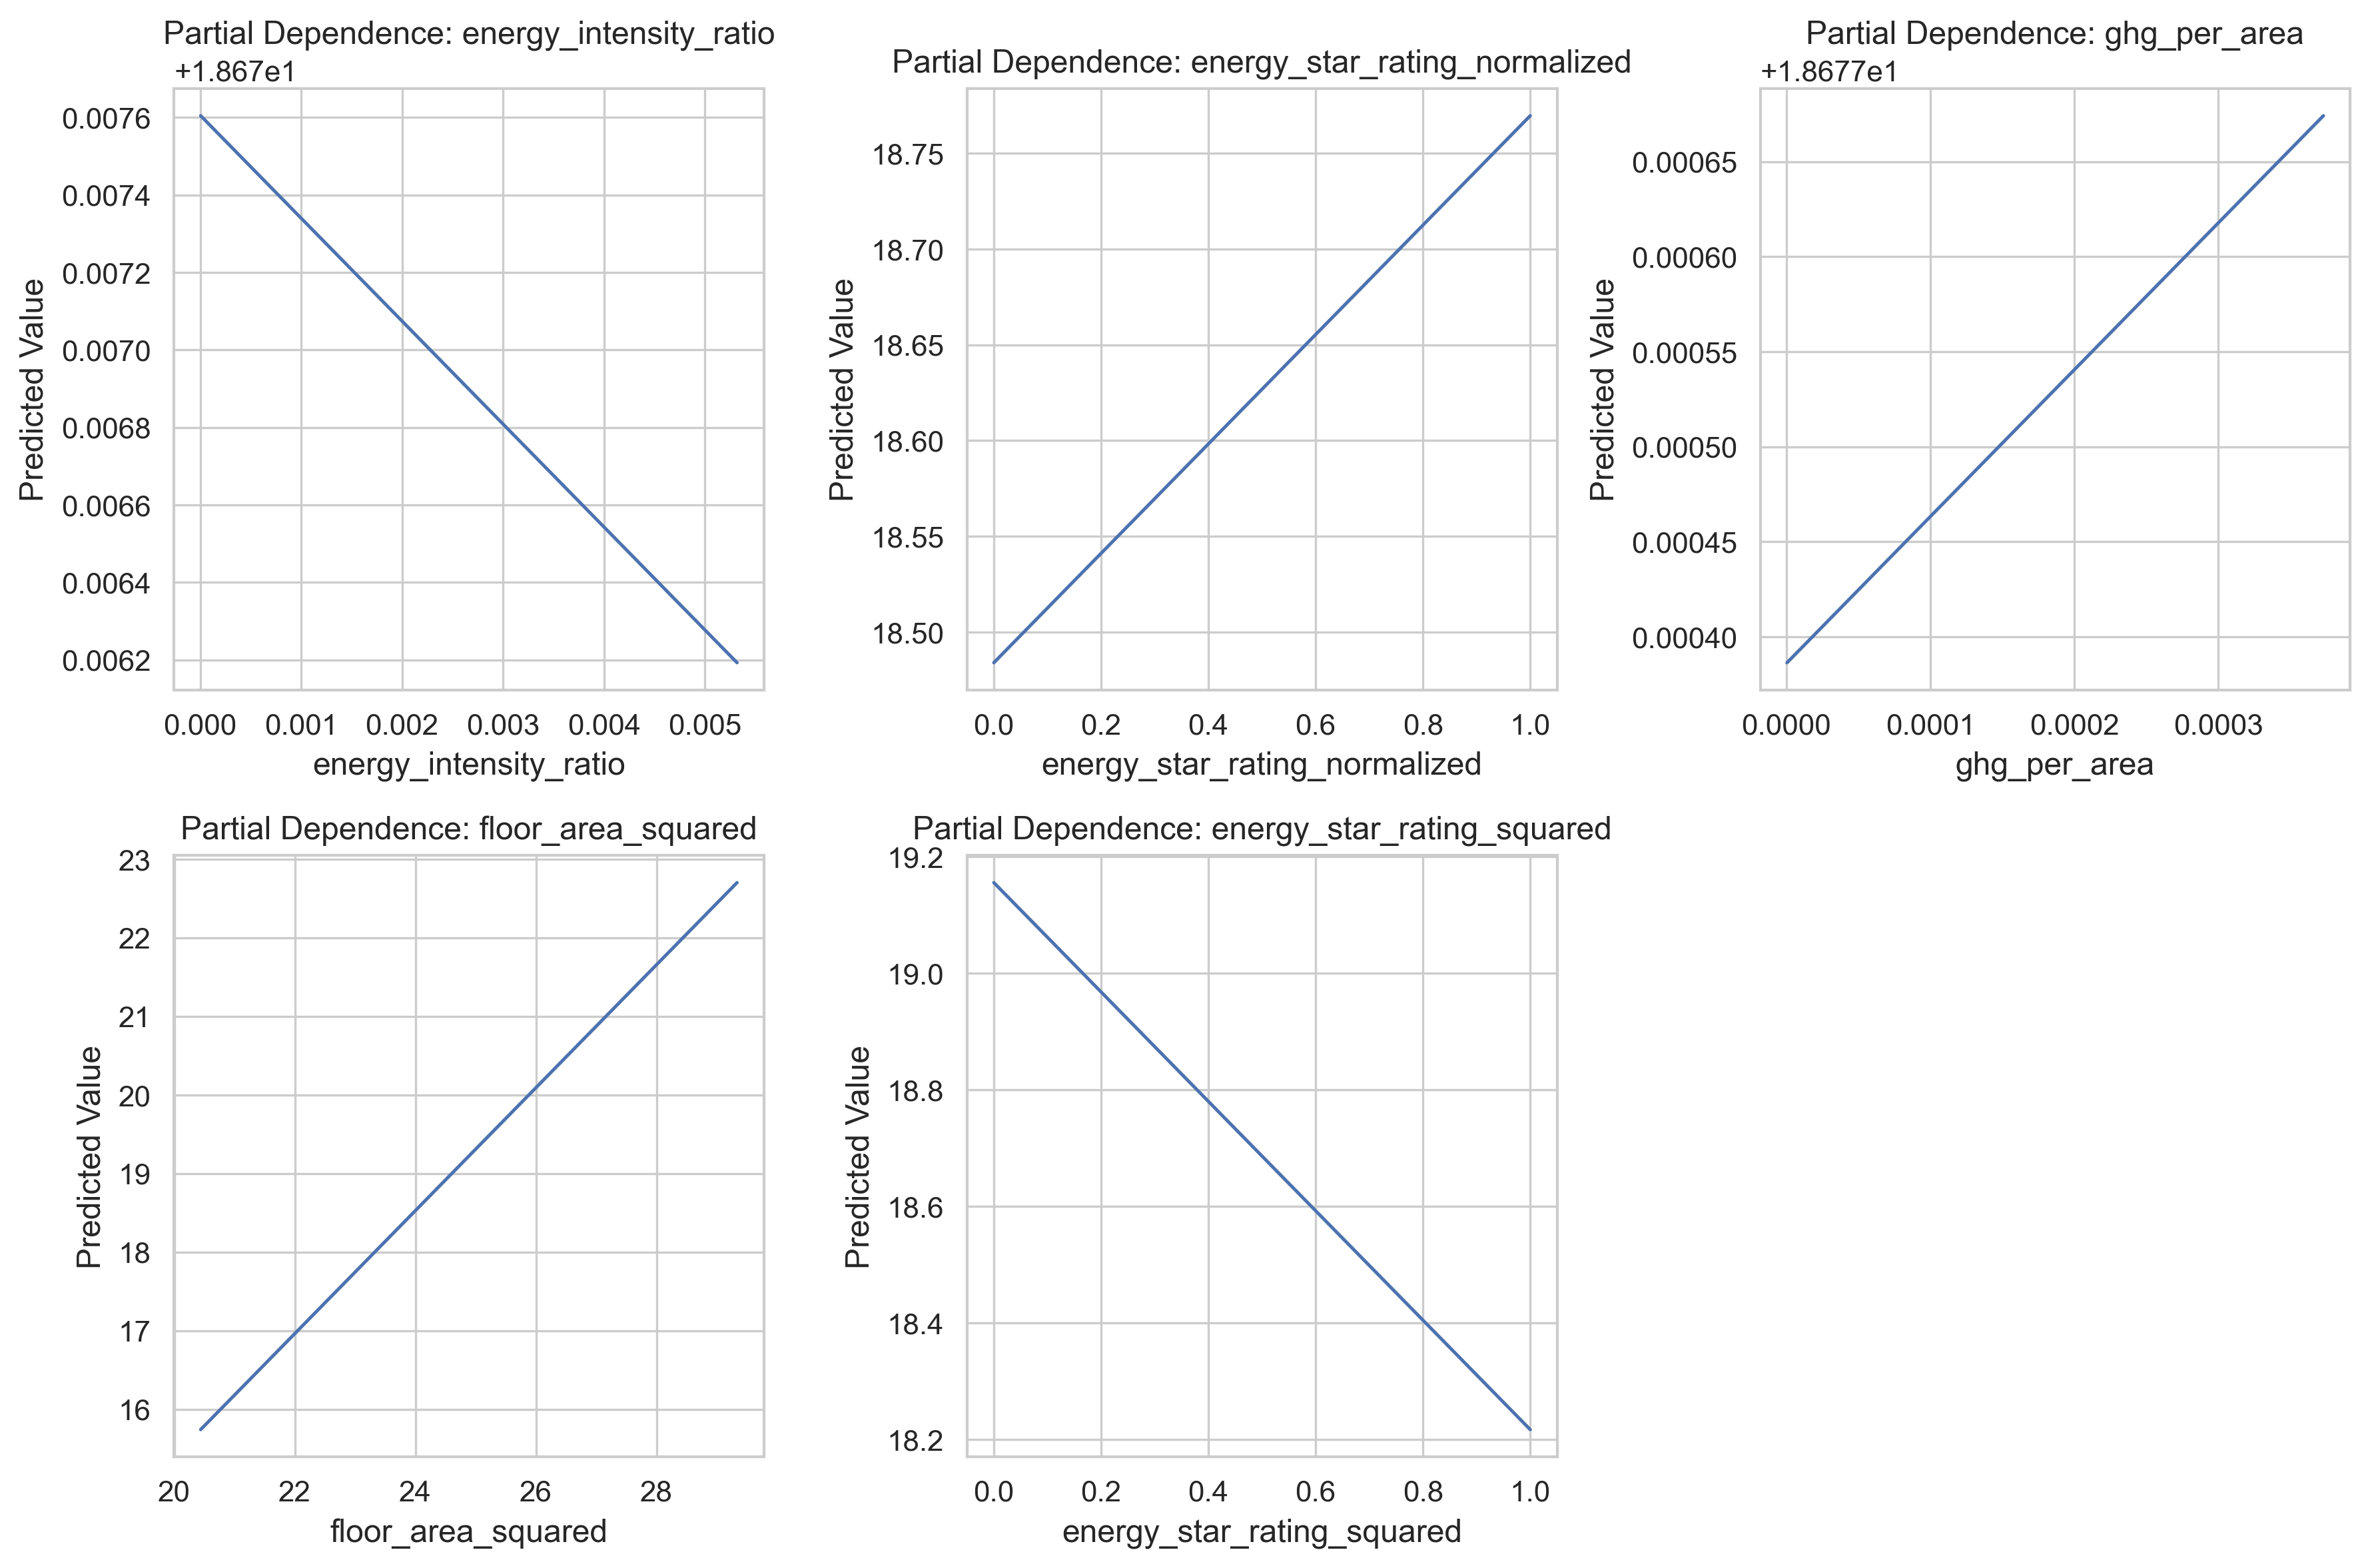 Partial Dependence: energy_intensity_ratio
+1.867e1
0.0076
0.0074
0.0072
0.0070
0.0068
0.0066
0.0064
0.0062
Predicted Value
0.000 0.001 0.002 0.003 0.004 0.005
energy_intensity_ratio
Partial Dependence: energy_star_rating_normalized
18.75
18.70
18.65
18.60
18.55
18.50
Predicted Value
0.0 0.2 0.4 0.6 0.8 1.0
energy_star_rating_normalized
Partial Dependence: ghg_per_area
+1.8677e1
0.00065
0.00060
0.00055
0.00050
0.00045
0.00040
Predicted Value
0.0000 0.0001 0.0002 0.0003
ghg_per_area
Partial Dependence: floor_area_squared
23
22
21
20
19
18
17
16
Predicted Value
20 22 24 26 28
floor_area_squared
Partial Dependence: energy_star_rating_squared
19.2
19.0
18.8
18.6
18.4
18.2
Predicted Value
0.0 0.2 0.4 0.6 0.8 1.0
energy_star_rating_squared